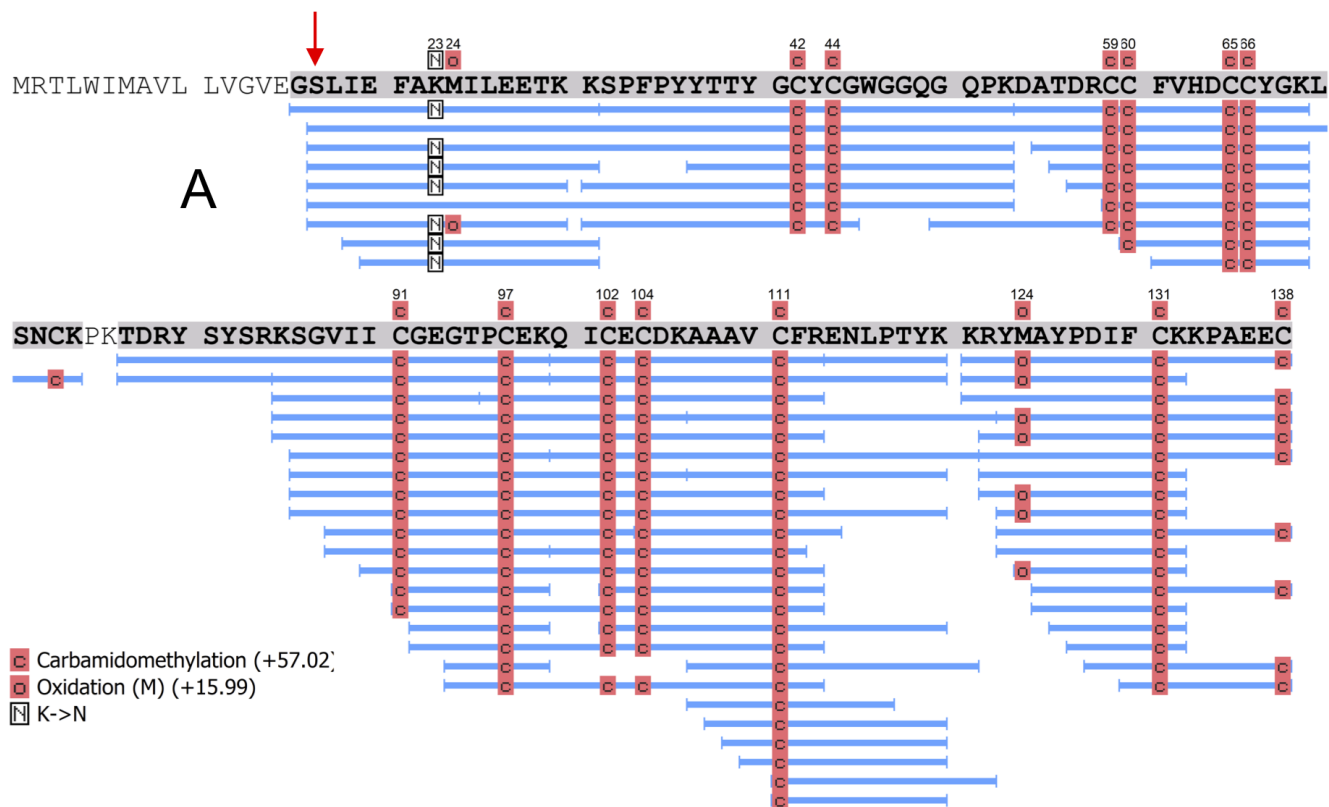 23 24 42 44 59 60 65 66
N o c c c c c c
MRTLWIMAVL LVGVEGSLIE FAKMILEETK KSPFPYYTTY GCYCGWGGQG QPKDATDRCC FVHDCCYGKL
N c c c c c c
c c c c c c
N c c c c c c
N c c c c c c
A
N c c c c c c
c c c c c c
N o c c c c c c
N c c c
N c c
91 97 102 104 111 124 131 138
c c c c c o c c
SNCKPKTDRY SYSRKSGVII CGEGTPCEKQ ICECDKAAAV CFRENLPTYK KRYMAYPDIF CKKPAEEC
c c c c c o c c
c c c c c c o c
c c c c c c c
c c c c c o c c
c c c c c o c c
c c c c c c c
c c c c c c
c c c c c o c
c c c c c o c
c c c c c c c
c c c c c c
c c c c c o c
c c c c c c c
c c c c c c
c c c c c
c c c c c
c c c c
c c c c c c
c
c
c
c
c
c
c Carbamidomethylation (+57.02)
o Oxidation (M) (+15.99)
N K->N